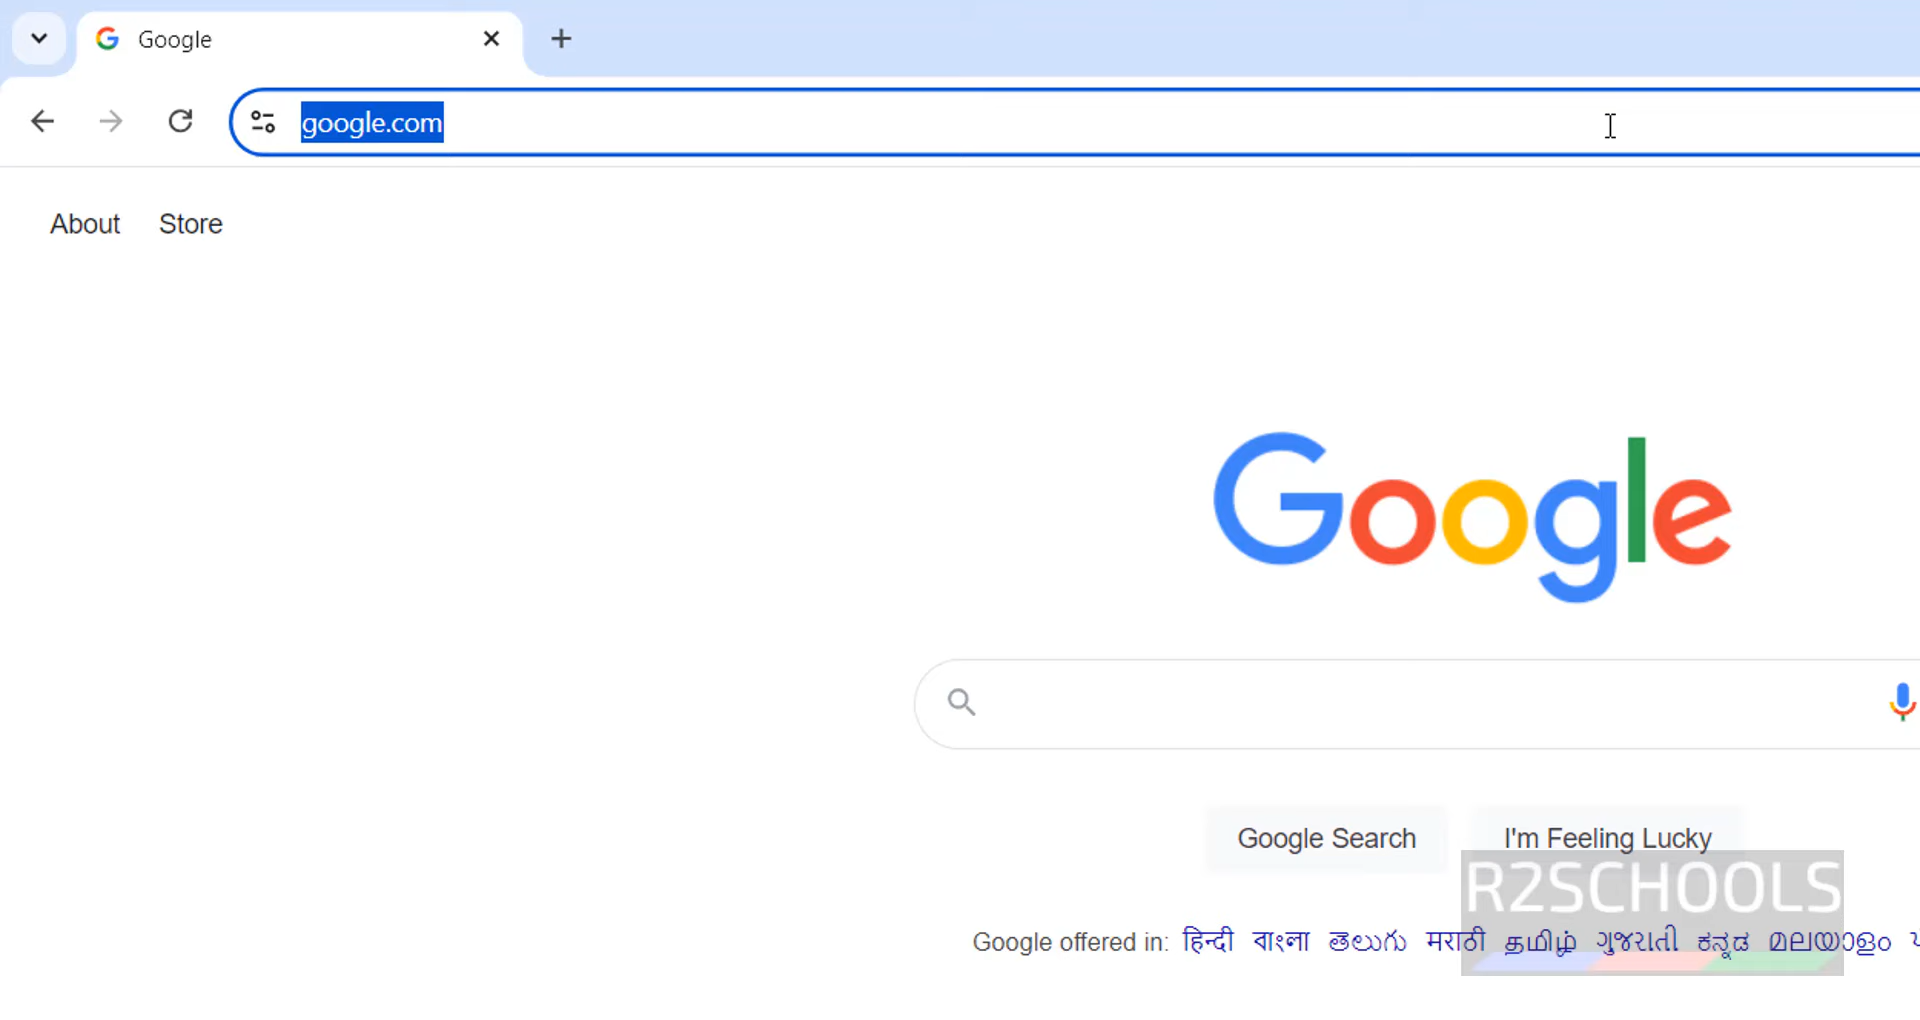 Google
google.com
About Store
Google
Google Search I'm Feeling Lucky
R2SCHOOLS
Google offered in: हिन्दी বাংলা తెలుగు मराठी தமிழ் ગુજરાતી ಕನ್ನಡ മലയാളം